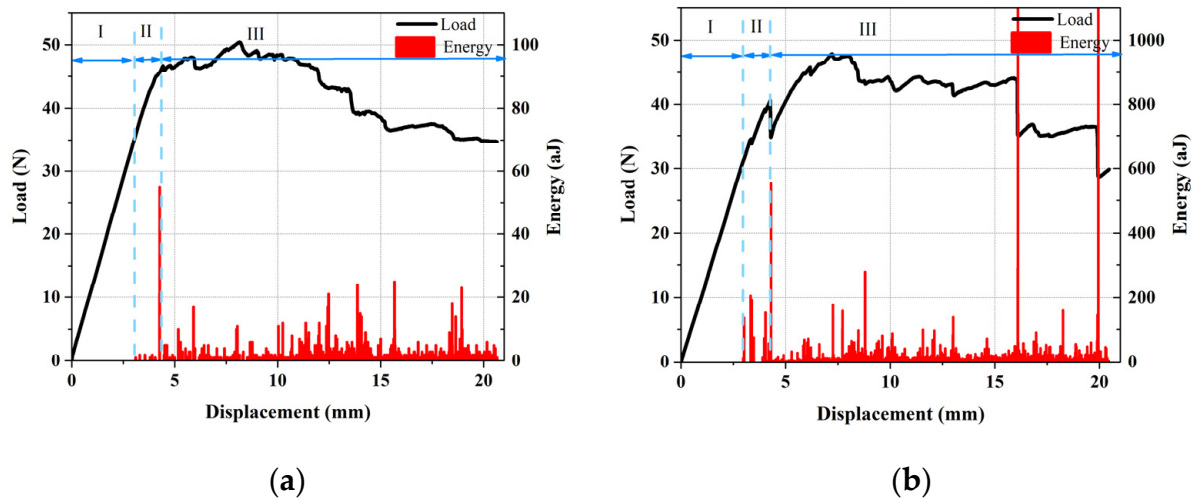 I II III
Load
Energy
Load (N)
50
40
30
20
10
0
Energy (aJ)
100
80
60
40
20
0
0 5 10 15 20
Displacement (mm)
(a)
I II III
Load
Energy
Load (N)
50
40
30
20
10
0
Energy (aJ)
1000
800
600
400
200
0
0 5 10 15 20
Displacement (mm)
(b)